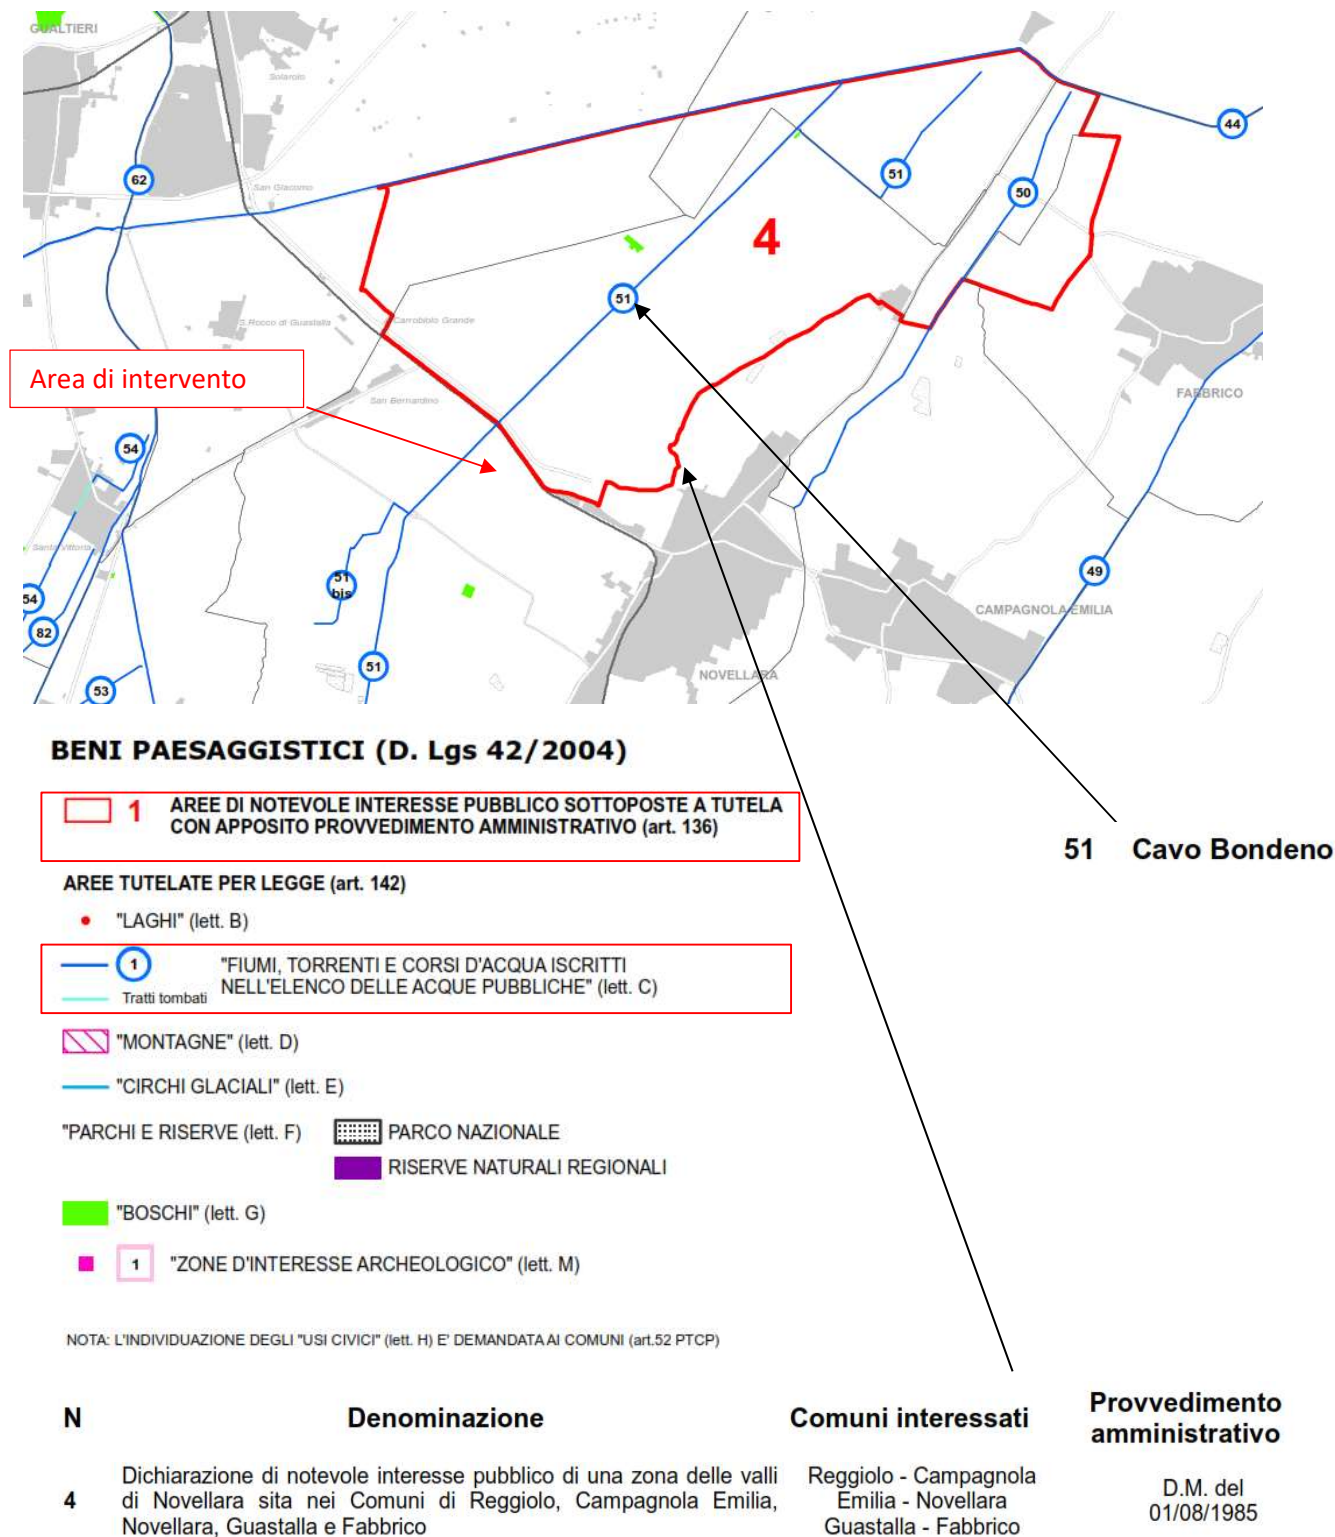 GUALTIERI
Solarolo
44
62
San Giacomo
51
50
4
51
S. Rocco di Guastalla
Carrobiolo Grande
Area di intervento
San Bernardino
FABBRICO
54
Santa Vittoria
51
bis
49
54
82
CAMPAGNOLA EMILIA
51
53
NOVELLARA
BENI PAESAGGISTICI (D. Lgs 42/2004)
1 AREE DI NOTEVOLE INTERESSE PUBBLICO SOTTOPOSTE A TUTELA
CON APPOSITO PROVVEDIMENTO AMMINISTRATIVO (art. 136)
51 Cavo Bondeno
AREE TUTELATE PER LEGGE (art. 142)
"LAGHI" (lett. B)
1 "FIUMI, TORRENTI E CORSI D'ACQUA ISCRITTI
Tratti tombati NELL'ELENCO DELLE ACQUE PUBBLICHE" (lett. C)
"MONTAGNE" (lett. D)
"CIRCHI GLACIALI" (lett. E)
"PARCHI E RISERVE (lett. F) PARCO NAZIONALE
RISERVE NATURALI REGIONALI
"BOSCHI" (lett. G)
1 "ZONE D'INTERESSE ARCHEOLOGICO" (lett. M)
NOTA: L'INDIVIDUAZIONE DEGLI "USI CIVICI" (lett. H) E' DEMANDATA AI COMUNI (art.52 PTCP)
N Denominazione Comuni interessati Provvedimento
amministrativo
Dichiarazione di notevole interesse pubblico di una zona delle valli
4 di Novellara sita nei Comuni di Reggiolo, Campagnola Emilia,
Novellara, Guastalla e Fabbrico
Reggiolo - Campagnola
Emilia - Novellara
Guastalla - Fabbrico
D.M. del
01/08/1985